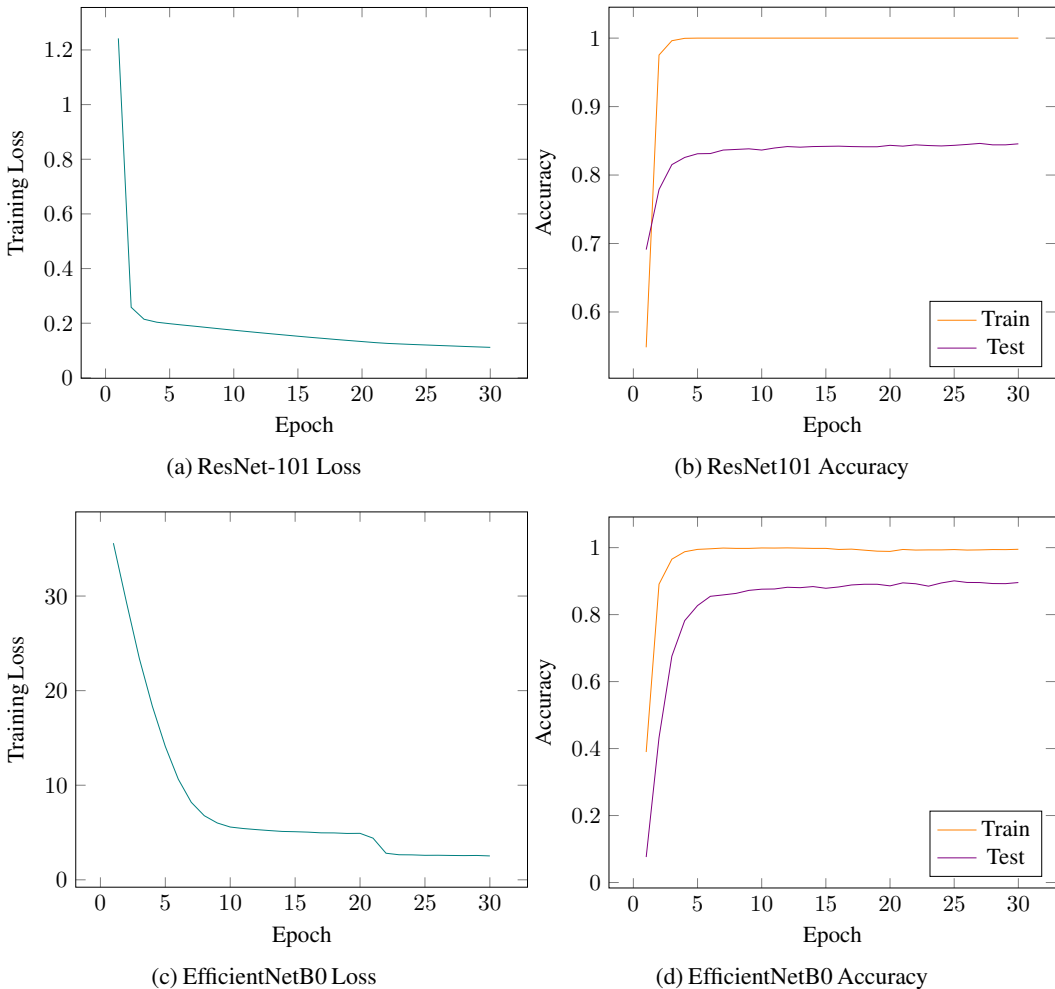 1.2
1
0.8
0.6
0.4
0.2
0
0 5 10 15 20 25 30
Training Loss
Epoch
(a) ResNet-101 Loss
1
0.9
0.8
0.7
0.6
0 5 10 15 20 25 30
Accuracy
Epoch
Train
Test
(b) ResNet101 Accuracy
30
20
10
0
0 5 10 15 20 25 30
Training Loss
Epoch
(c) EfficientNetB0 Loss
1
0.8
0.6
0.4
0.2
0
0 5 10 15 20 25 30
Accuracy
Epoch
Train
Test
(d) EfficientNetB0 Accuracy